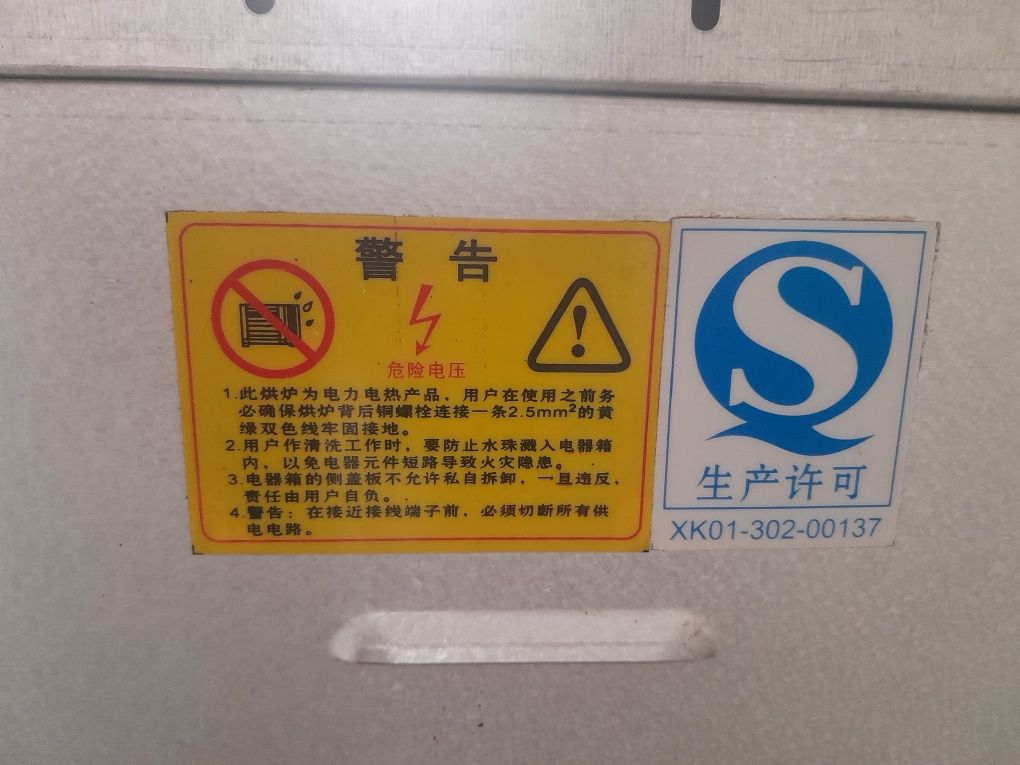 警 告
危险电压
1.此烘炉为电力电热产品，用户在使用之前务
必确保烘炉背后铜螺栓连接一条2.5mm²的黄
绿双色线牢固接地。
2.用户作清洗工作时，要防止水珠溅入电器箱
内，以免电器元件短路导致火灾隐患。
3.电器箱的侧盖板不允许私自拆卸，一旦违反，
责任由用户自负。
4.警告：在接近接线端子前，必须切断所有供
电电路。
S
生产许可
XK01-302-00137